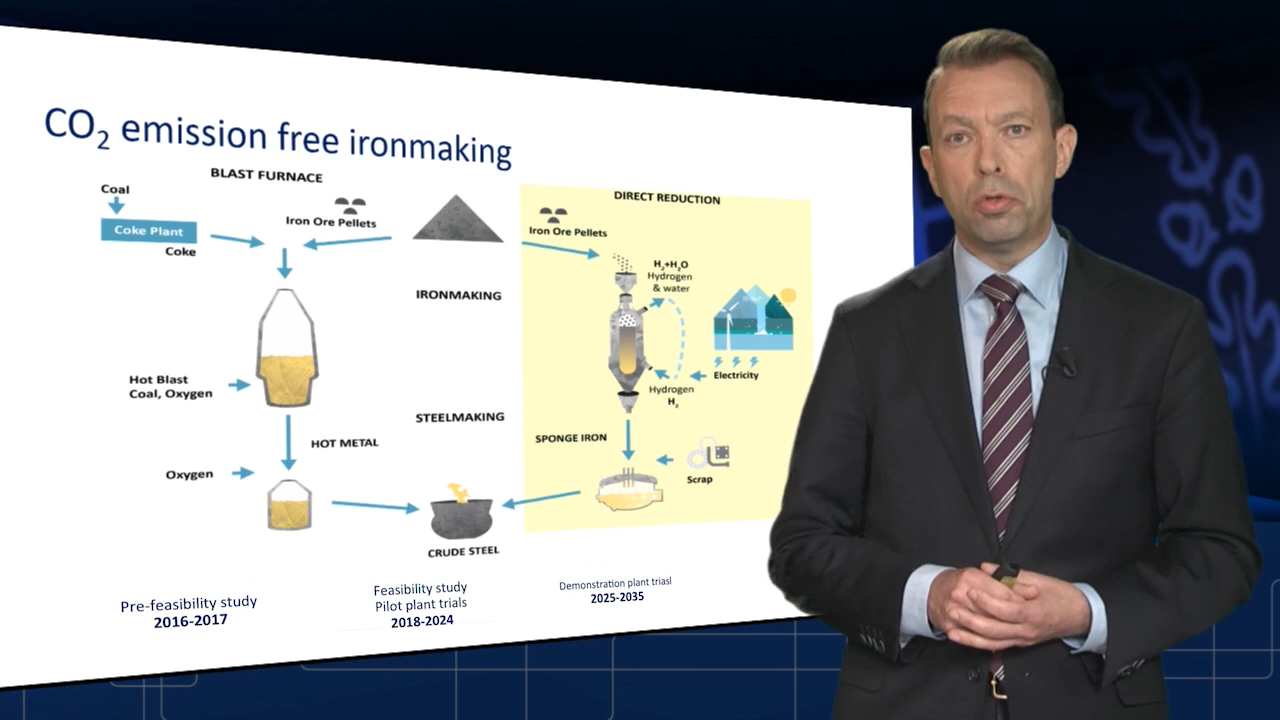 CO₂ emission free ironmaking
BLAST FURNACE
Coal
Coke Plant
Coke
Iron Ore Pellets
IRONMAKING
Hot Blast
Coal, Oxygen
STEELMAKING
HOT METAL
Oxygen
CRUDE STEEL
DIRECT REDUCTION
Iron Ore Pellets
H₂+H₂O
Hydrogen
& water
Electricity
Hydrogen
H₂
SPONGE IRON
Scrap
Pre-feasibility study
2016-2017
Feasibility study
Pilot plant trials
2018-2024
Demonstration plant triasl
2025-2035